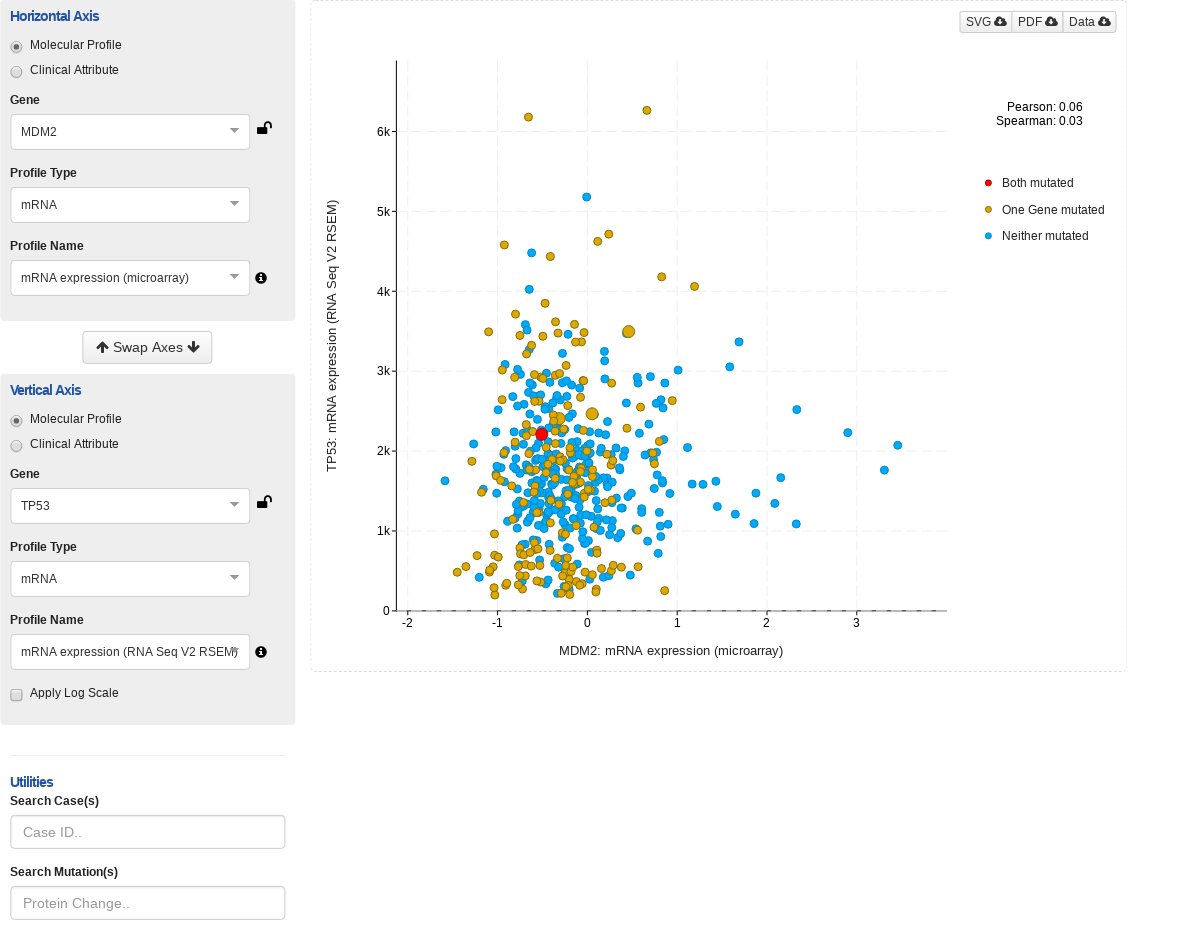 Horizontal Axis
Molecular Profile
Clinical Attribute
Gene
MDM2
Profile Type
mRNA
Profile Name
mRNA expression (microarray)
Swap Axes
Vertical Axis
Molecular Profile
Clinical Attribute
Gene
TP53
Profile Type
mRNA
Profile Name
mRNA expression (RNA Seq V2 RSEM)
Apply Log Scale
Utilities
Search Case(s)
Case ID..
Search Mutation(s)
Protein Change..
SVG PDF Data
Pearson: 0.06
Spearman: 0.03
Both mutated
One Gene mutated
Neither mutated
TP53: mRNA expression (RNA Seq V2 RSEM)
6k
5k
4k
3k
2k
1k
0
-2 -1 0 1 2 3
MDM2: mRNA expression (microarray)